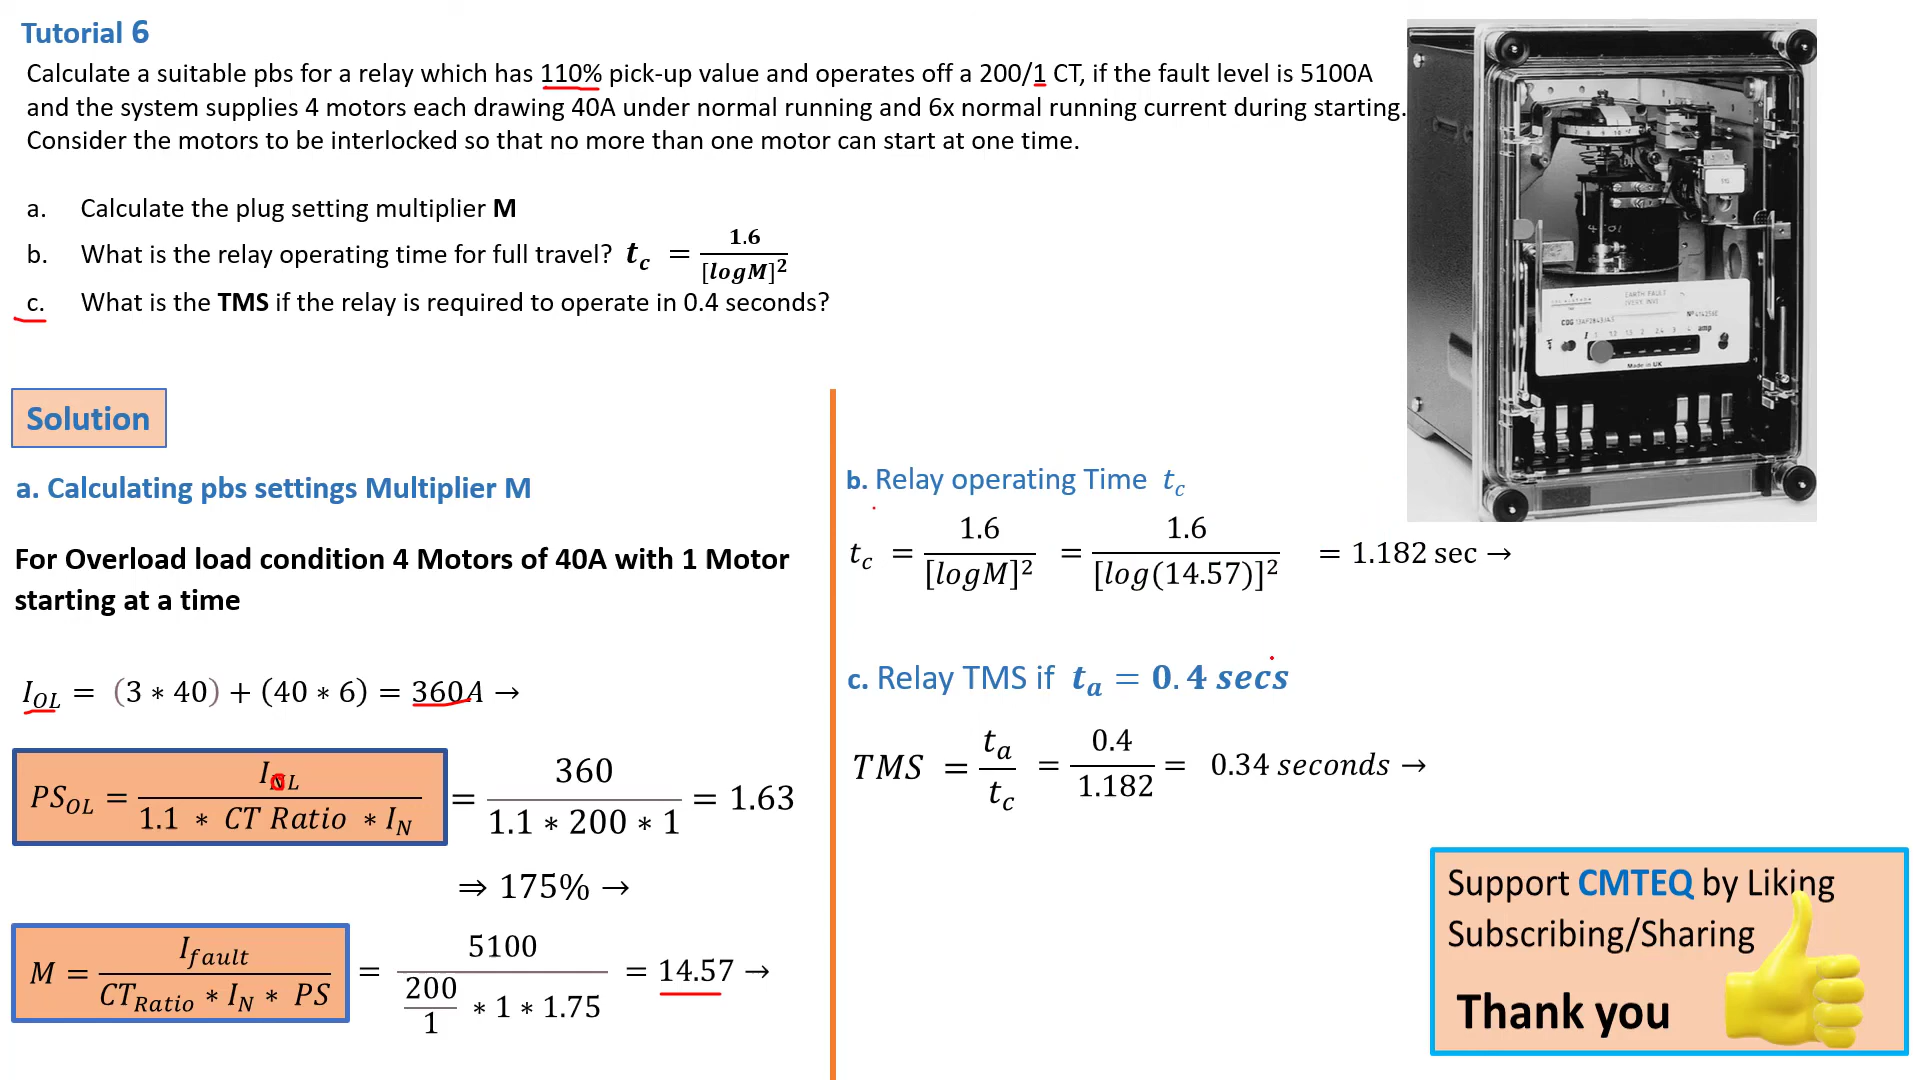 Tutorial 6
Calculate a suitable pbs for a relay which has 110% pick-up value and operates off a 200/1 CT, if the fault level is 5100A
and the system supplies 4 motors each drawing 40A under normal running and 6x normal running current during starting.
Consider the motors to be interlocked so that no more than one motor can start at one time.
a. Calculate the plug setting multiplier M
b. What is the relay operating time for full travel? t_c = 1.6 / [logM]^2
c. What is the TMS if the relay is required to operate in 0.4 seconds?
EARTH FAULT
(VERY INV)
CDG
amp
Made in UK
Solution
a. Calculating pbs settings Multiplier M
For Overload load condition 4 Motors of 40A with 1 Motor
starting at a time
I_OL = (3 ∗ 40) + (40 ∗ 6) = 360A →
PS_OL = I_OL / 1.1 ∗ CT Ratio ∗ I_N = 360 / 1.1 ∗ 200 ∗ 1 = 1.63
⇒ 175% →
M = I_fault / CT_Ratio ∗ I_N ∗ PS = 5100 / 200/1 ∗ 1 ∗ 1.75 = 14.57 →
b. Relay operating Time t_c
t_c = 1.6 / [logM]^2 = 1.6 / [log(14.57)]^2 = 1.182 sec →
c. Relay TMS if t_a = 0.4 secs
TMS = t_a / t_c = 0.4 / 1.182 = 0.34 seconds →
Support CMTEQ by Liking
Subscribing/Sharing
Thank you